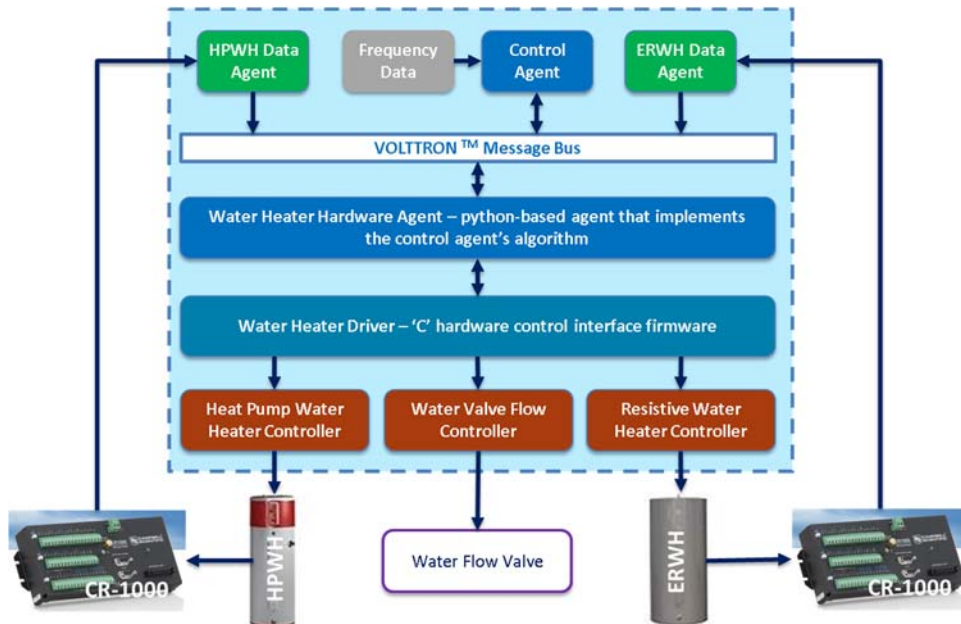 HPWH Data
Agent
Frequency
Data
Control
Agent
ERWH Data
Agent
VOLTTRON ™ Message Bus
Water Heater Hardware Agent – python-based agent that implements
the control agent’s algorithm
Water Heater Driver – ‘C’ hardware control interface firmware
Heat Pump Water
Heater Controller
Water Valve Flow
Controller
Resistive Water
Heater Controller
CR-1000
HPWH
Water Flow Valve
ERWH
CR-1000